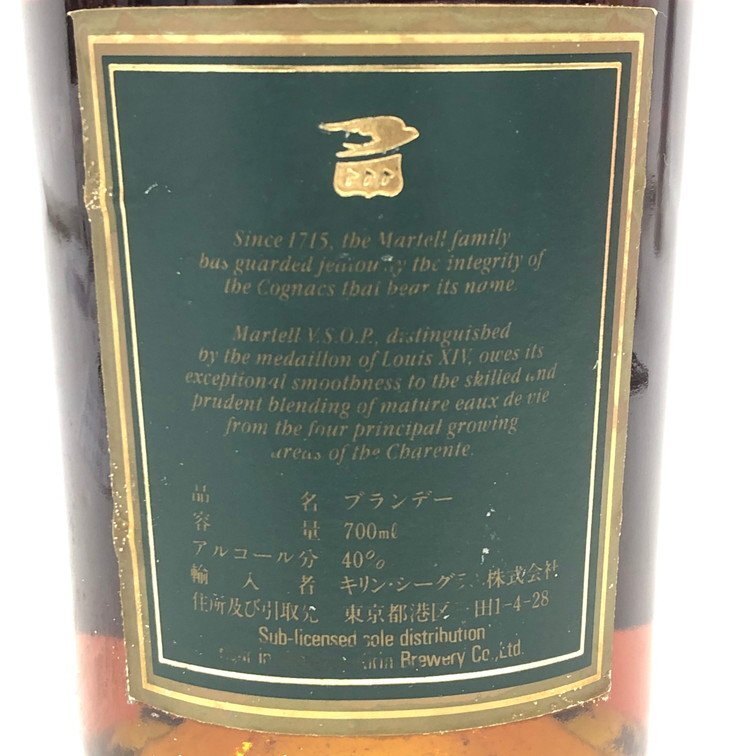 Since 1715, the Martell family
has guarded the integrity of
the Cognacs that bear its name.
Martell V.S.O.P., distinguished
by the medaillon of Louis XIV, owes its
exceptional smoothness to the skilled and
prudent blending of mature eaux de vie
from the four principal growing
areas of the Charente.
品名 ブランデー
容量 700ml
アルコール分 40%
輸入者 キリン・シーグ 株式会社
住所及び引取先 東京都港区 田1-4-28
Sub-licensed sole distribution
Brewery Co.,Ltd.